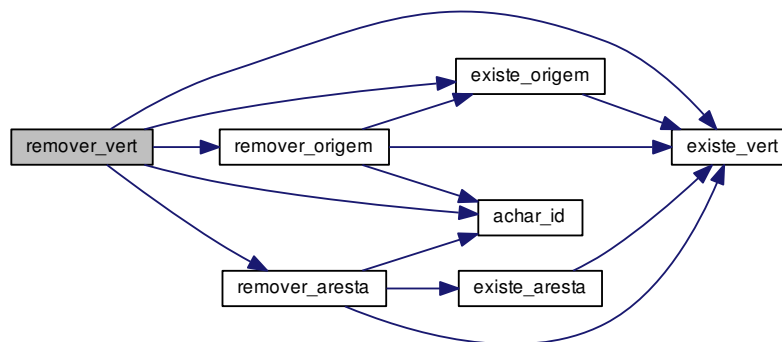 remover_vert
existe_origem
remover_origem
existe_vert
achar_id
remover_aresta
existe_aresta